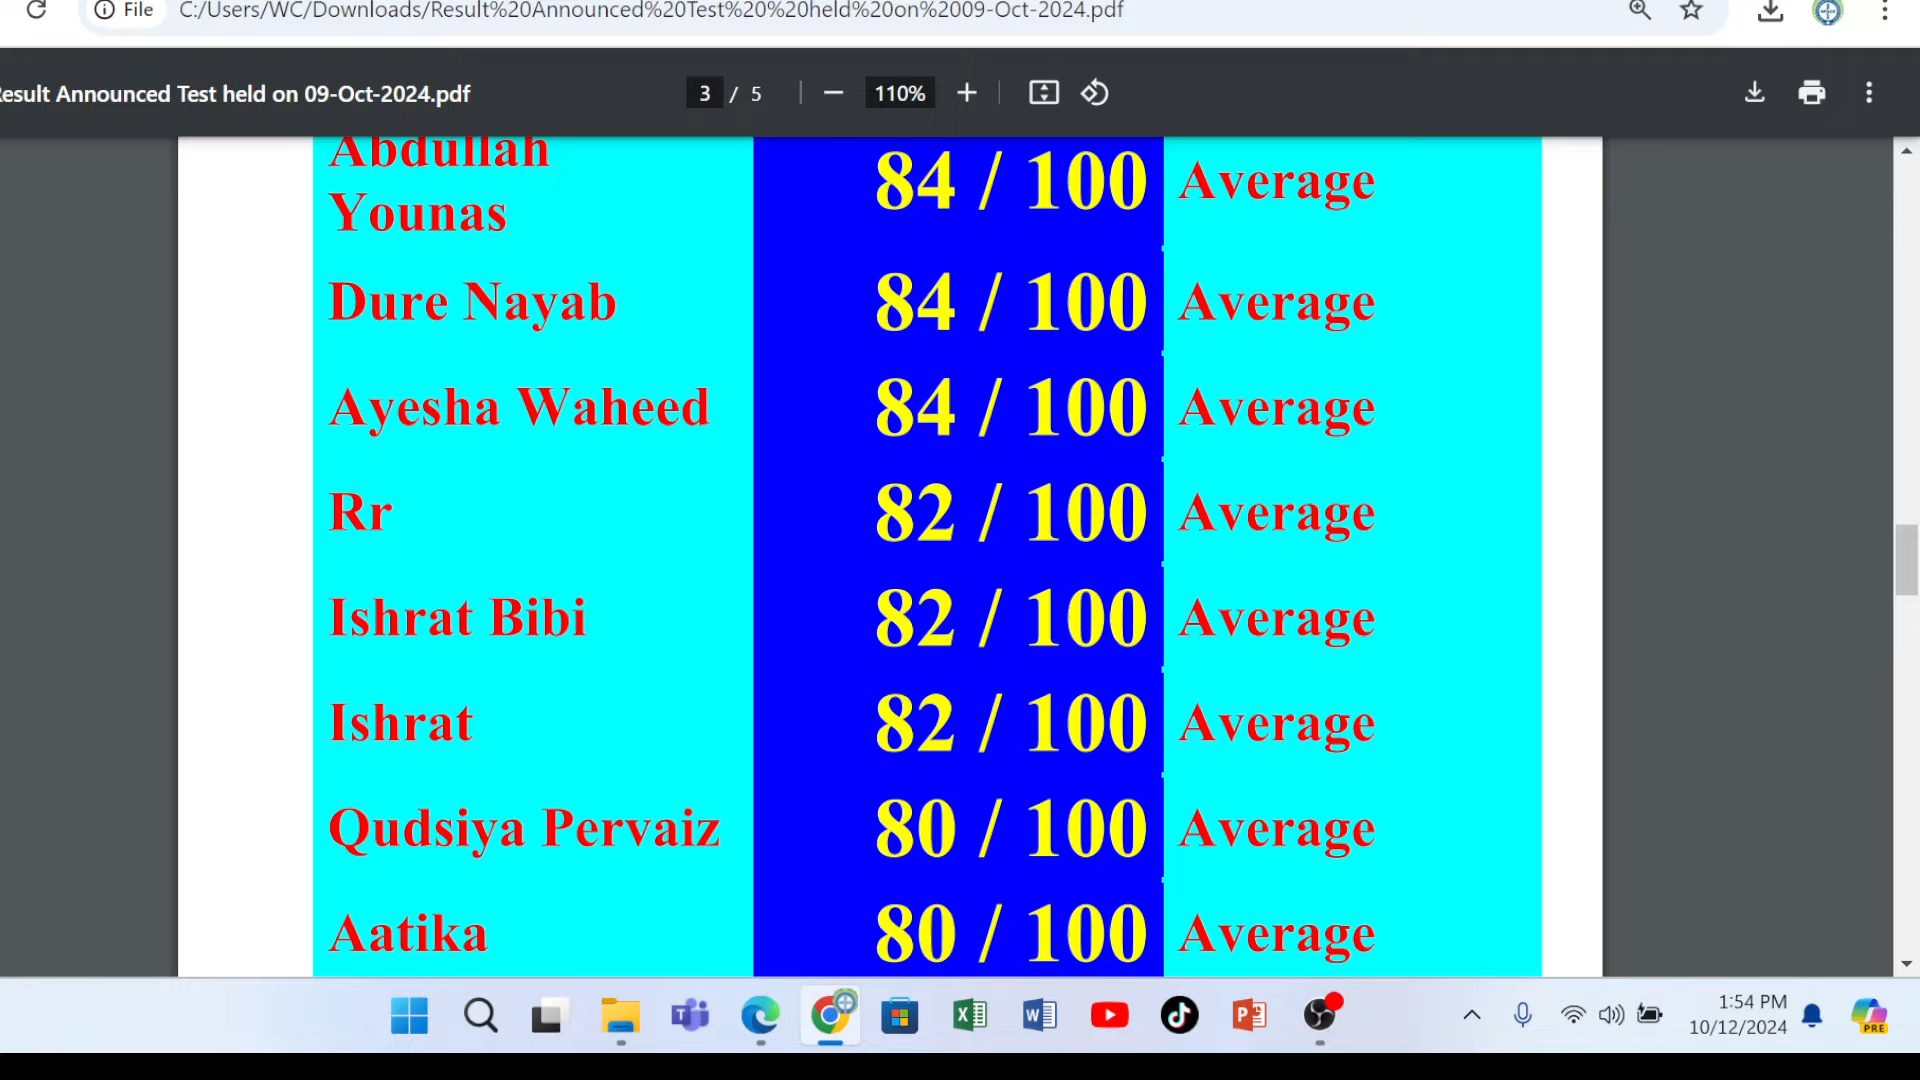 File C:/Users/WC/Downloads/Result%20Announced%20Test%20%20held%20on%2009-Oct-2024.pdf
esult Announced Test held on 09-Oct-2024.pdf 3 / 5 110%
Abdullah
Younas 84 / 100 Average
Dure Nayab 84 / 100 Average
Ayesha Waheed 84 / 100 Average
Rr 82 / 100 Average
Ishrat Bibi 82 / 100 Average
Ishrat 82 / 100 Average
Qudsiya Pervaiz 80 / 100 Average
Aatika 80 / 100 Average
1:54 PM
10/12/2024
PRE